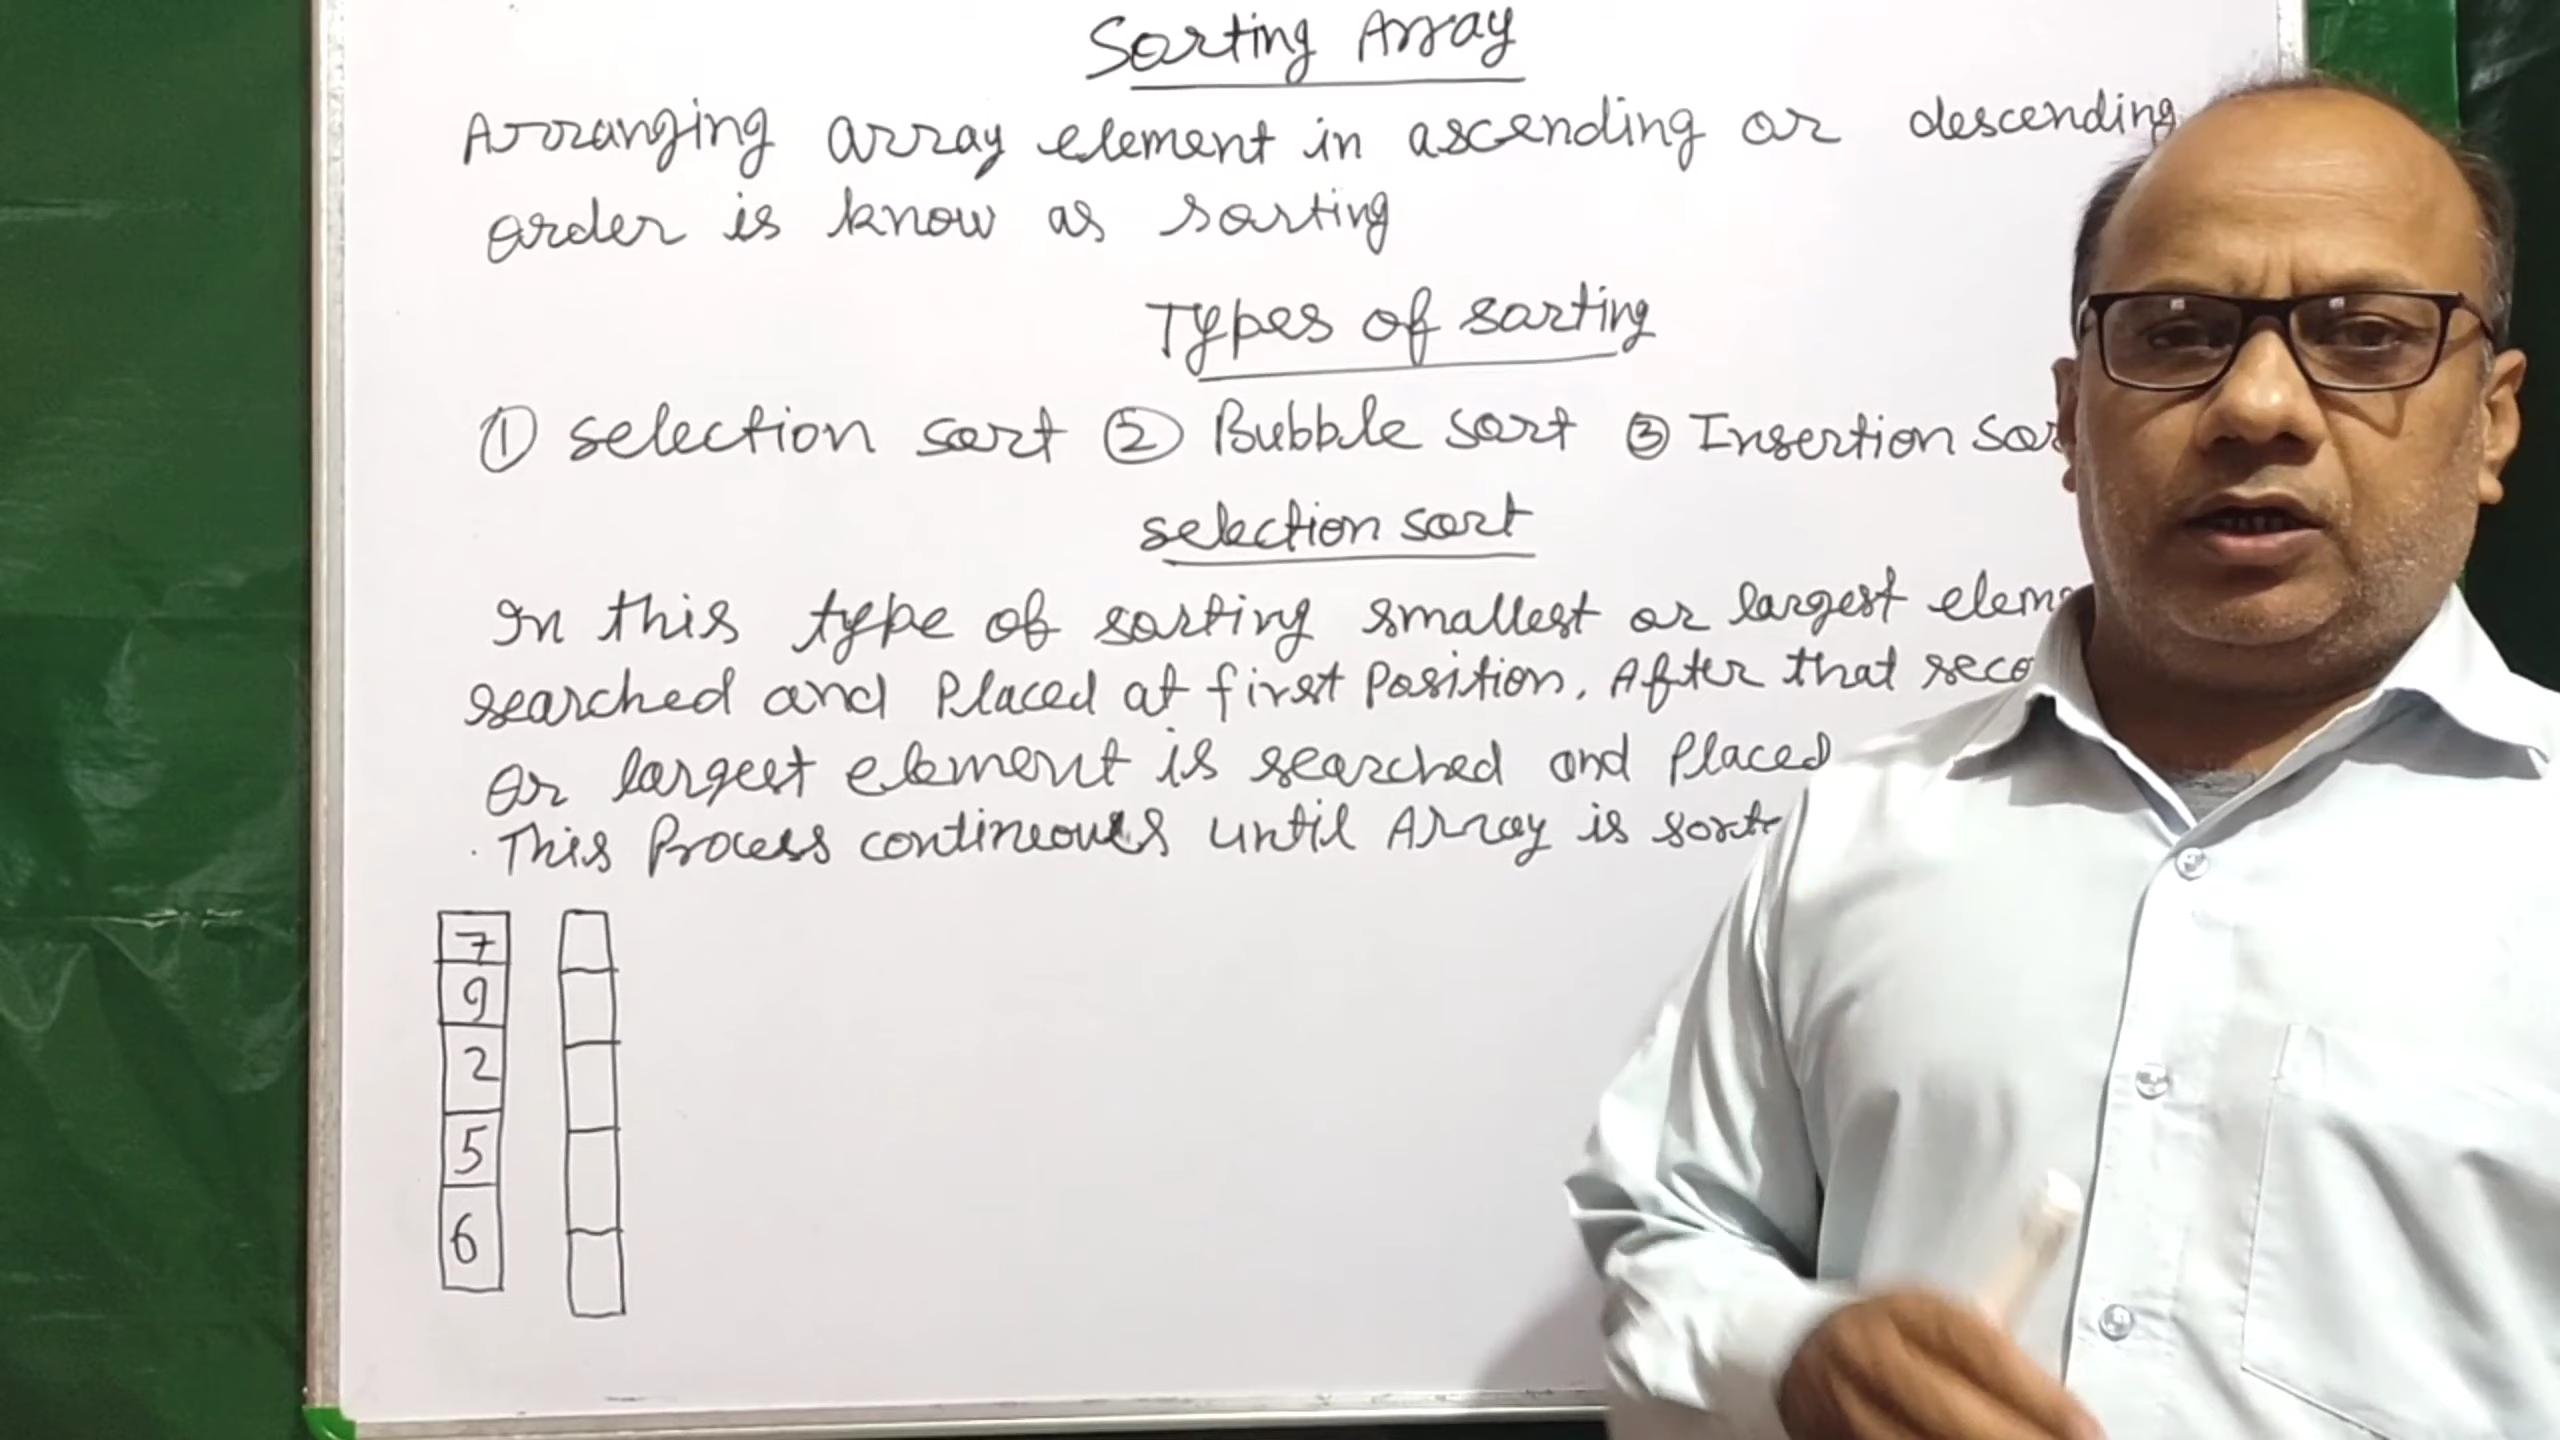 Sorting Array
Arranging array element in ascending or descending
order is know as sorting
Types of sorting
① selection sort ② Bubble sort ③ Insertion
selection sort
In this type of sorting smallest or largest
searched and Placed at first Position. After that
or largest element is searched and Placed
This Process contineous until Array is
7
9
2
5
6